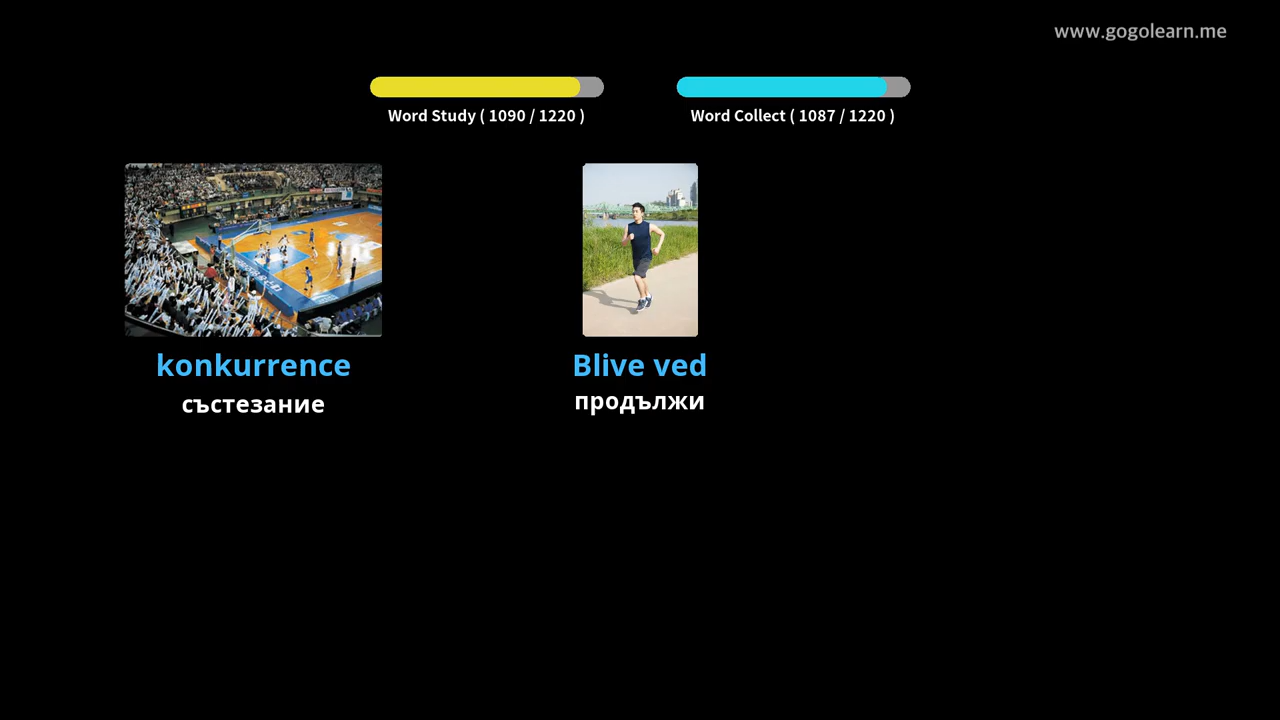 www.gogolearn.me
Word Study ( 1090 / 1220 )
Word Collect ( 1087 / 1220 )
konkurrence
Blive ved
състезание
продължи